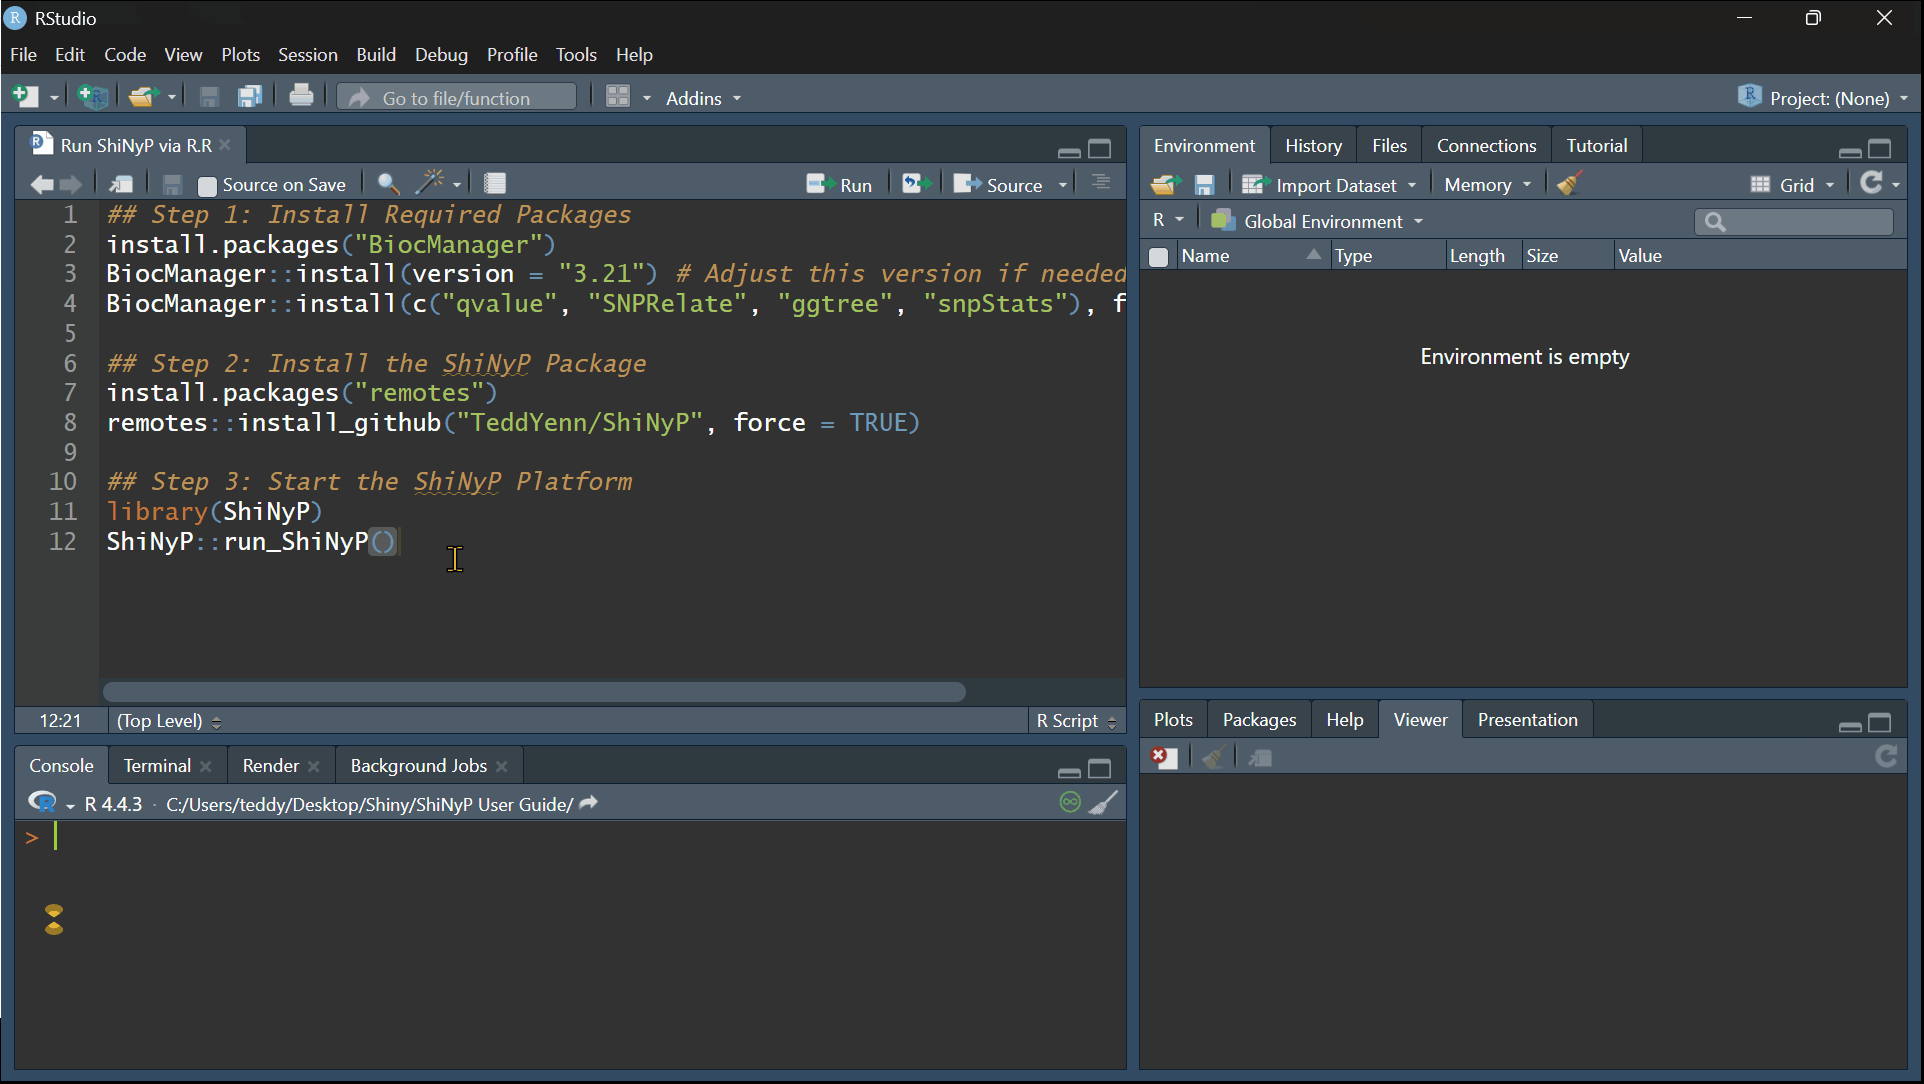 RStudio
File Edit Code View Plots Session Build Debug Profile Tools Help
Go to file/function Addins Project: (None)
Run ShiNyP via R.R
Source on Save Run Source
1 ## Step 1: Install Required Packages
2 install.packages("BiocManager")
3 BiocManager::install(version = "3.21") # Adjust this version if needed
4 BiocManager::install(c("qvalue", "SNPRelate", "ggtree", "snpStats"), f
5
6 ## Step 2: Install the ShiNyP Package
7 install.packages("remotes")
8 remotes::install_github("TeddYenn/ShiNyP", force = TRUE)
9
10 ## Step 3: Start the ShiNyP Platform
11 library(ShiNyP)
12 ShiNyP::run_ShiNyP()
12:21 (Top Level) R Script
Console Terminal Render Background Jobs
R 4.4.3 · C:/Users/teddy/Desktop/Shiny/ShiNyP User Guide/
>
Environment History Files Connections Tutorial
Import Dataset Memory Grid
R Global Environment
Name Type Length Size Value
Environment is empty
Plots Packages Help Viewer Presentation